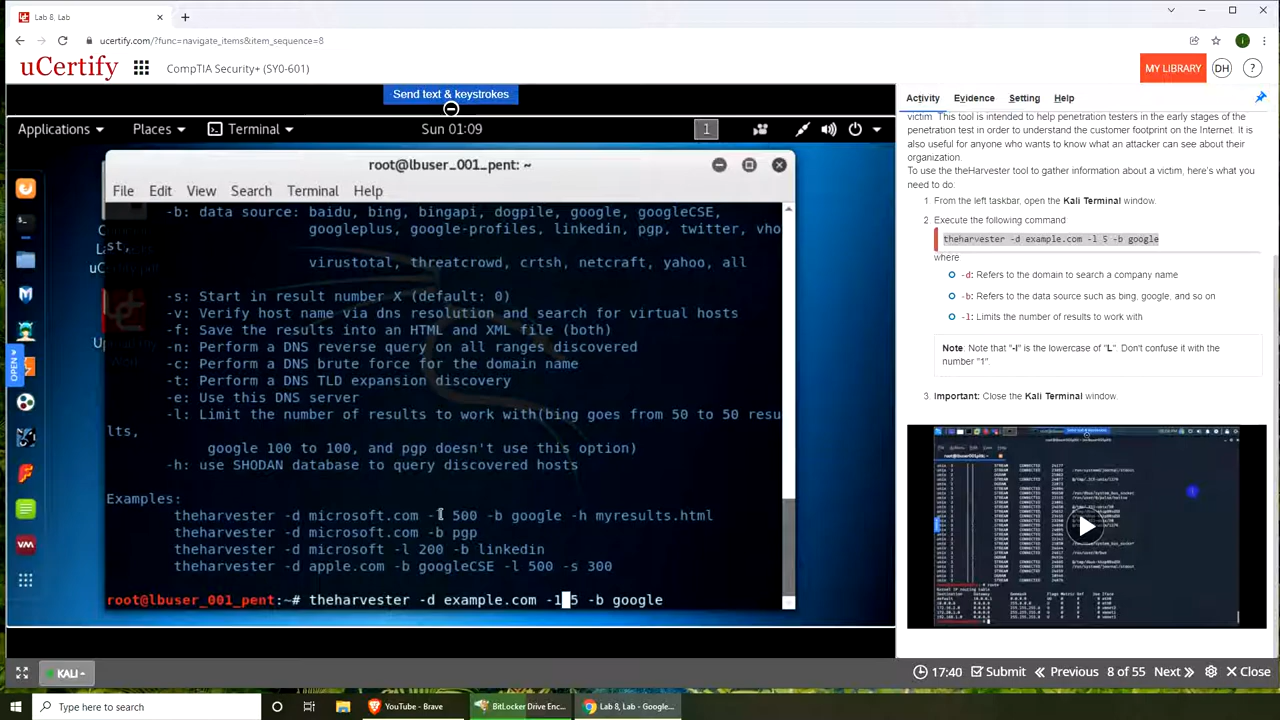 Lab 8, Lab
ucertify.com/?func=navigate_items&item_sequence=8
uCertify
CompTIA Security+ (SY0-601)
MY LIBRARY
DH
Send text & keystrokes
Applications
Places
Terminal
Sun 01:09
1
root@lbuser_001_pent: ~
File Edit View Search Terminal Help
-b: data source: baidu, bing, bingapi, dogpile, google, googleCSE,
googleplus, google-profiles, linkedin, pgp, twitter, vho
st,
virustotal, threatcrowd, crtsh, netcraft, yahoo, all
-s: Start in result number X (default: 0)
-v: Verify host name via dns resolution and search for virtual hosts
-f: Save the results into an HTML and XML file (both)
-n: Perform a DNS reverse query on all ranges discovered
-c: Perform a DNS brute force for the domain name
-t: Perform a DNS TLD expansion discovery
-e: Use this DNS server
-l: Limit the number of results to work with(bing goes from 50 to 50 resu
lts,
google 100 to 100, and pgp doesn't use this option)
-h: use SHODAN database to query discovered hosts
Examples:
theharvester -d microsoft.com -l 500 -b google -h myresults.html
theharvester -d microsoft.com -b pgp
theharvester -d microsoft -l 200 -b linkedin
theharvester -d apple.com -b googleCSE -l 500 -s 300
root@lbuser_001_pent:~# theharvester -d example.com -l 5 -b google
OPEN
KALI
Activity
Evidence
Setting
Help
victim. This tool is intended to help penetration testers in the early stages of the
penetration test in order to understand the customer footprint on the Internet. It is
also useful for anyone who wants to know what an attacker can see about their
organization.
To use the theHarvester tool to gather information about a victim, here's what you
need to do.
1 From the left taskbar, open the Kali Terminal window.
2 Execute the following command
theharvester -d example.com -l 5 -b google
where
-d: Refers to the domain to search a company name
-b: Refers to the data source such as bing, google, and so on
-l: Limits the number of results to work with
Note: Note that "-l" is the lowercase of "L". Don't confuse it with the
number "1".
3. Important: Close the Kali Terminal window.
17:40
Submit
Previous
8 of 55
Next
Close
Type here to search
YouTube - Brave
BitLocker Drive Enc...
Lab 8, Lab - Google...